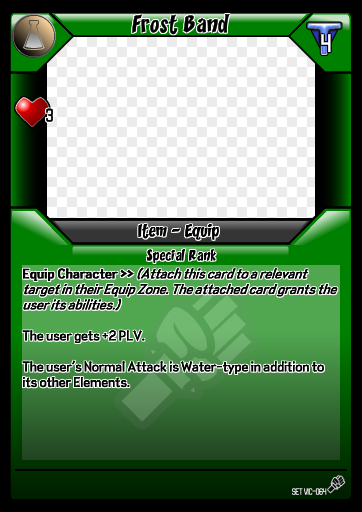 Frost Band
4
3
Item - Equip
Special Rank
Equip Character >> (Attach this card to a relevant
target in their Equip Zone. The attached card grants the
user its abilities.)
The user gets +2 PLV.
The user's Normal Attack is Water-type in addition to
its other Elements.
SET VIC-064